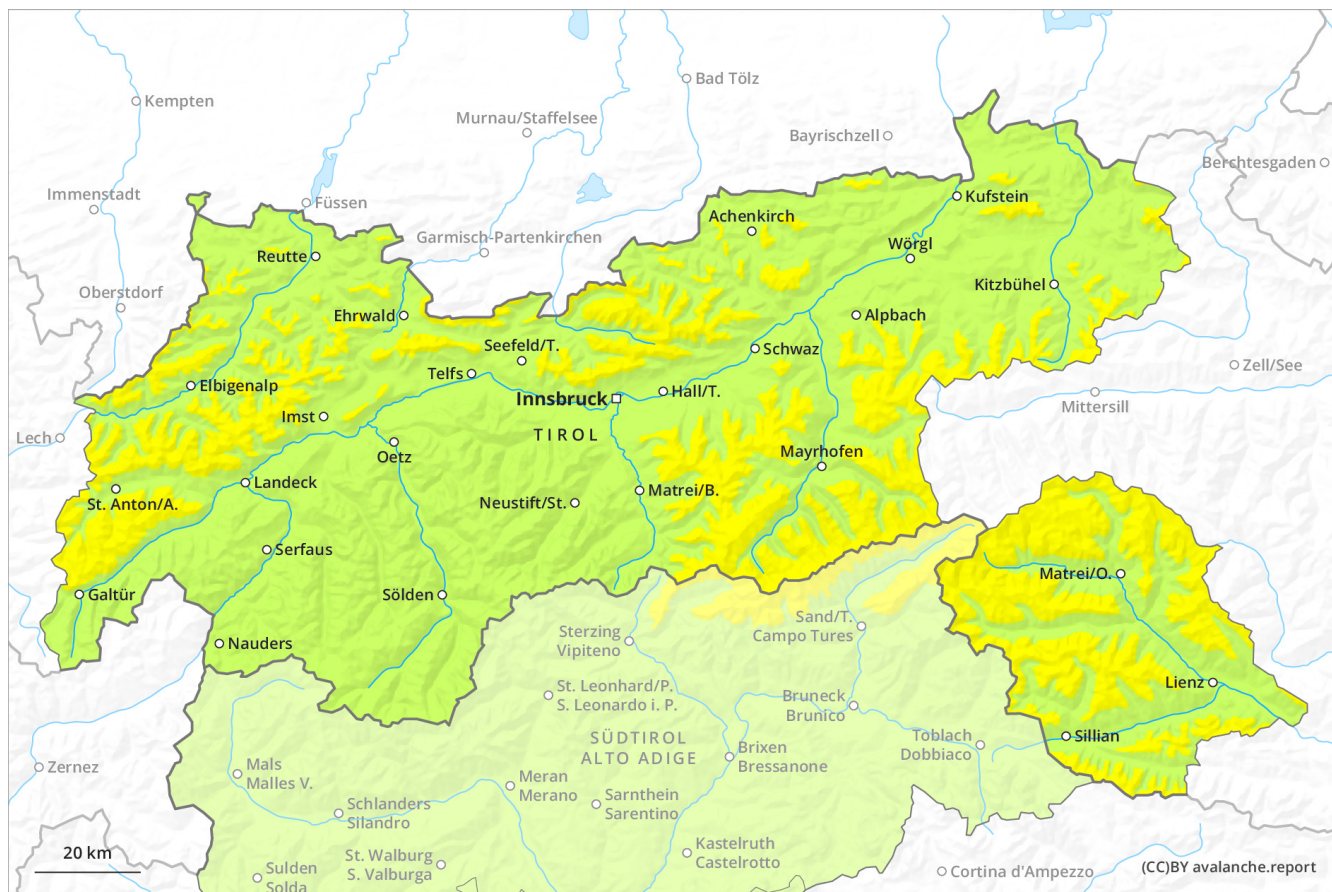 Bad Tölz
Kempten
Murnau/Staffelsee
Bayrischzell
Berchtesgaden
Immenstadt
Füssen
Kufstein
Achenkirch
Garmisch-Partenkirchen
Wörgl
Reutte
Kitzbühel
Oberstdorf
Ehrwald
Alpbach
Seefeld/T.
Schwaz
Telfs
Zell/See
Elbigenalp
Hall/T.
Innsbruck
Mittersill
Imst
TIROL
Lech
Oetz
Mayrhofen
Landeck
Matrei/B.
St. Anton/A.
Neustift/St.
Serfaus
Matrei/O.
Galtür
Sölden
Sand/T.
Campo Tures
Sterzing
Vipiteno
Nauders
Lienz
St. Leonhard/P.
S. Leonardo i. P.
Bruneck
Brunico
SÜDTIROL
ALTO ADIGE
Toblach
Dobbiaco
Sillian
Brixen
Bressanone
Zernez
Mals
Malles V.
Meran
Merano
Sarnthein
Sarentino
Schlanders
Silandro
Kastelruth
Castelrotto
20 km
St. Walburg
S. Valburga
Sulden
Solda
Cortina d'Ampezzo
(CC)BY avalanche.report